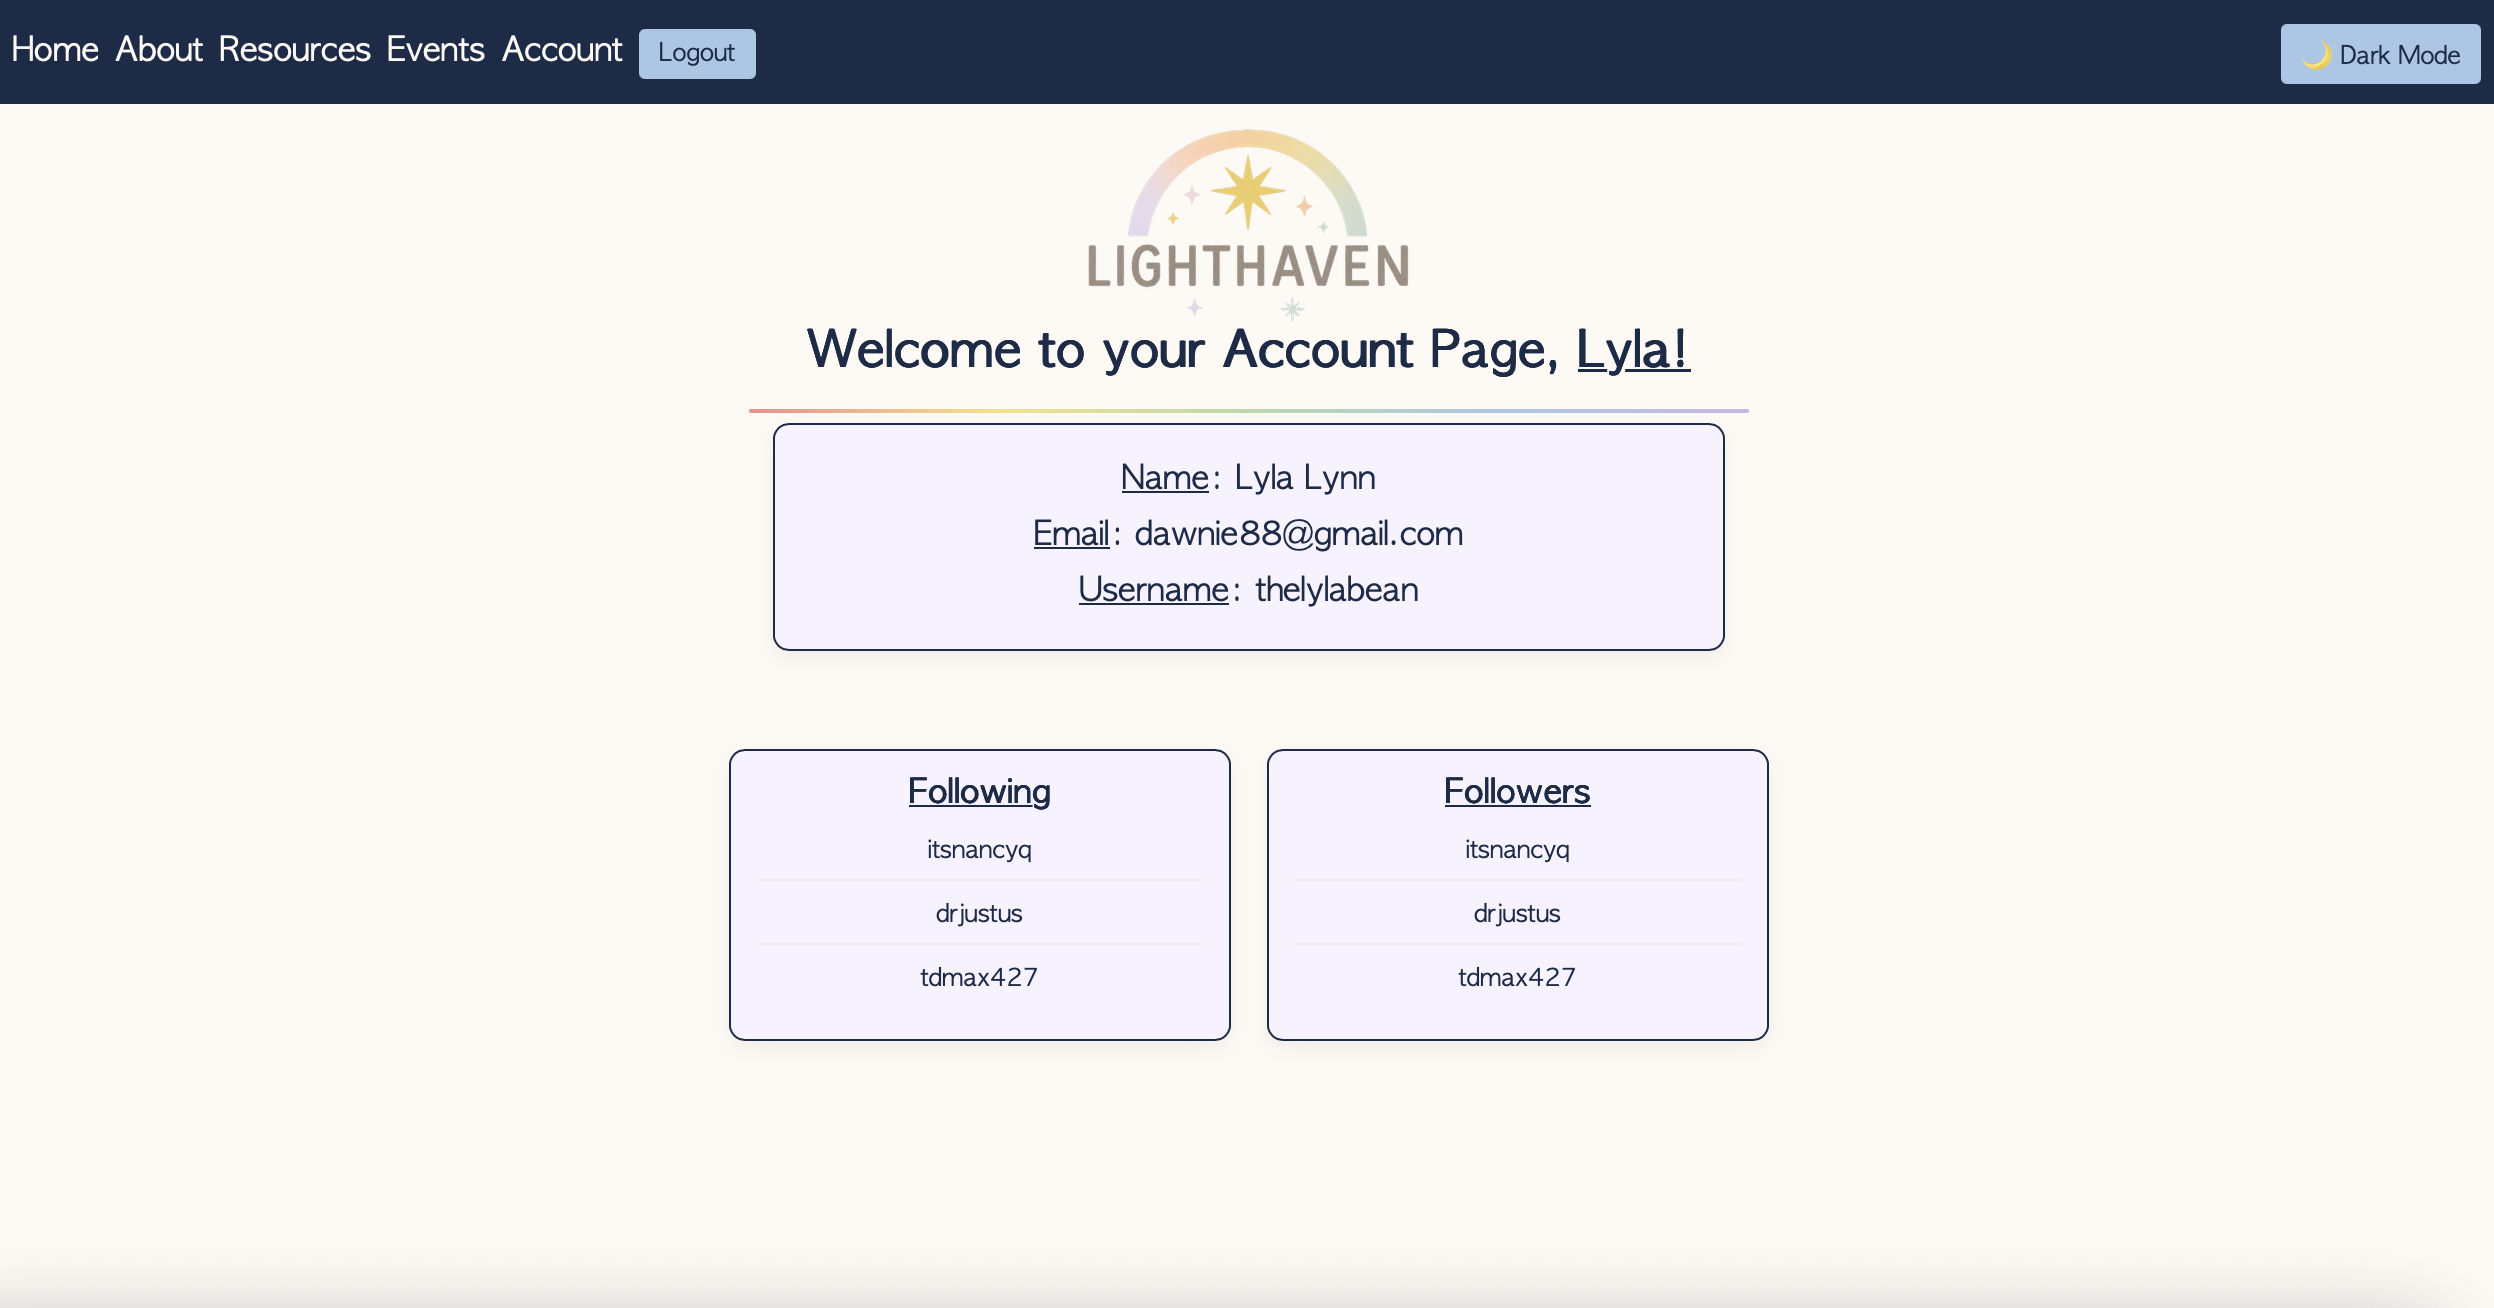 Home About Resources Events Account Logout
🌙 Dark Mode
LIGHTHAVEN
Welcome to your Account Page, Lyla!
Name: Lyla Lynn
Email: dawnie88@gmail.com
Username: thelylabean
Following
itsnancyq
drjustus
tdmax427
Followers
itsnancyq
drjustus
tdmax427